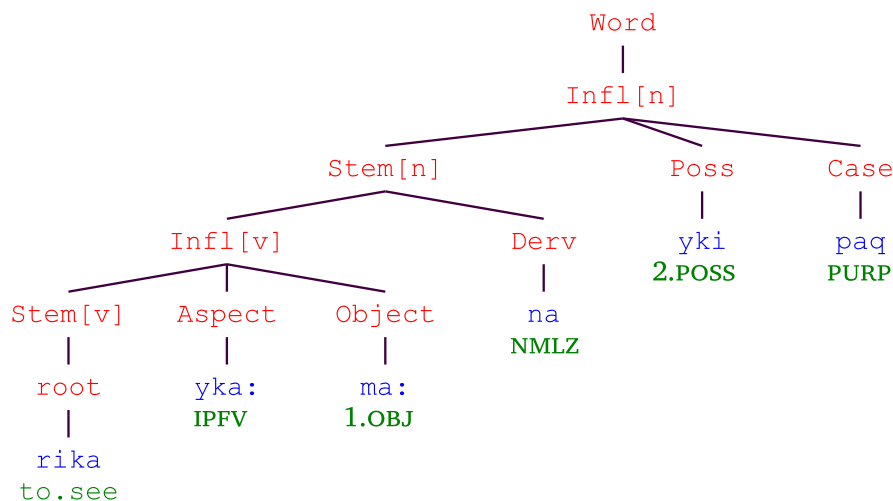 Word
Infl[n]
Stem[n] Poss Case
Infl[v] Derv yki paq
2.POSS PURP
Stem[v] Aspect Object na
NMLZ
root yka: ma:
IPFV 1.OBJ
rika
to.see